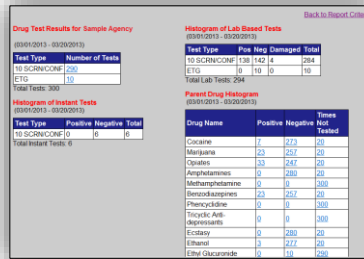 Back to Report Crite
Drug Test Results for Sample Agency
(03/01/2013 - 03/20/2013)
Test Type Number of Tests
10 SCRN/CONF 290
ETG 10
Total Tests: 300
Histogram of Instant Tests
(03/01/2013 - 03/20/2013)
Test Type Positive Negative Total
10 SCRN/CONF 0 6 6
Total Instant Tests: 6
Histogram of Lab Based Tests
(03/01/2013 - 03/20/2013)
Test Type Pos Neg Damaged Total
10 SCRN/CONF 138 142 4 284
ETG 0 10 0 10
Total Lab Tests: 294
Parent Drug Histogram
(03/01/2013 - 03/20/2013)
Drug Name Positive Negative Times Not Tested
Cocaine 7 273 20
Marijuana 23 257 20
Opiates 33 247 20
Amphetamines 0 280 20
Methamphetamine 0 0 300
Benzodiazepines 23 257 20
Phencyclidine 0 0 300
Tricyclic Anti-depressants 0 0 300
Ecstasy 0 280 20
Ethanol 3 277 20
Ethyl Glucuronide 0 10 290